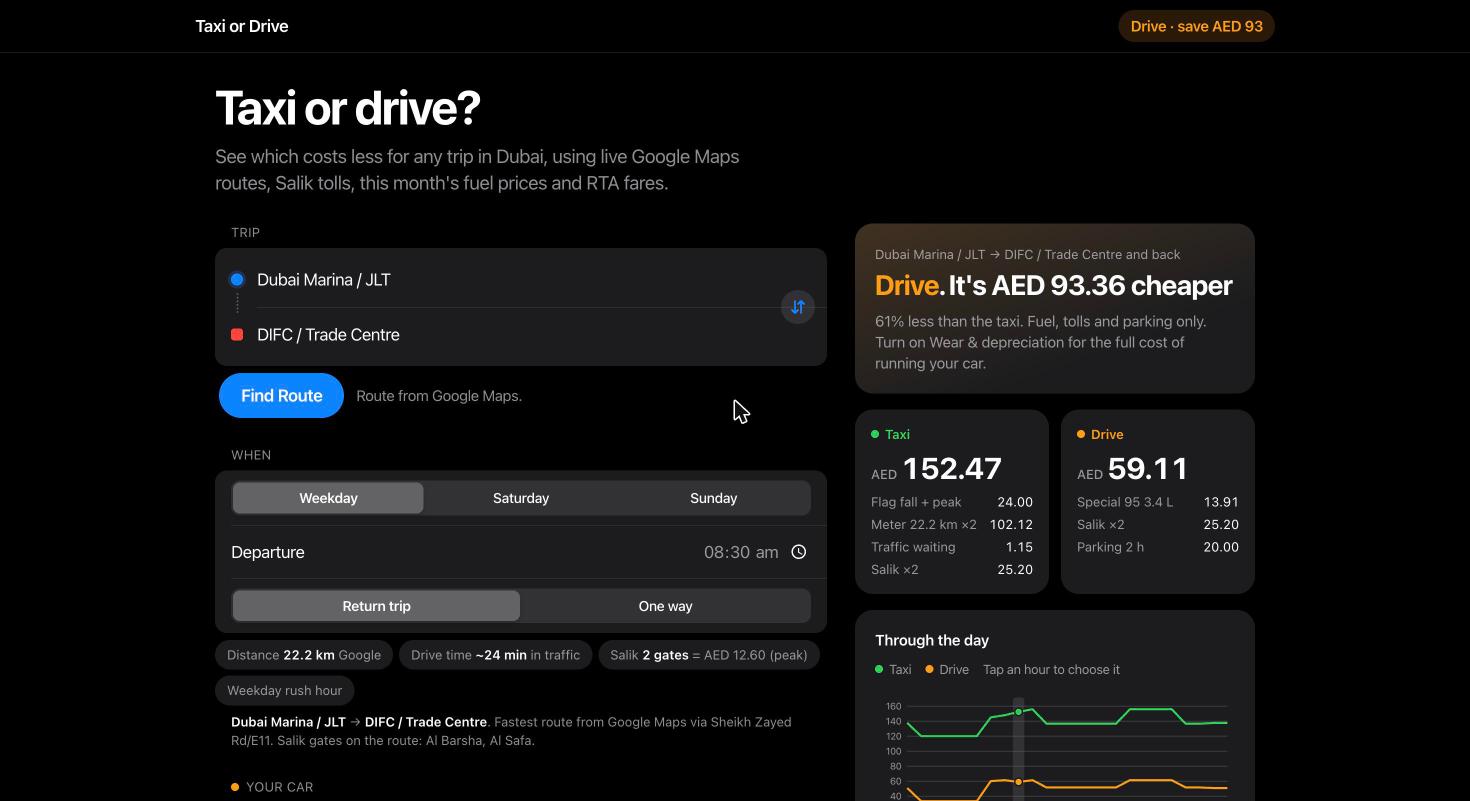 Taxi or Drive
Drive · save AED 93
Taxi or drive?
See which costs less for any trip in Dubai, using live Google Maps
routes, Salik tolls, this month's fuel prices and RTA fares.
TRIP
Dubai Marina / JLT
DIFC / Trade Centre
Find Route
Route from Google Maps.
WHEN
Weekday
Saturday
Sunday
Departure
08:30 am
Return trip
One way
Distance 22.2 km Google
Drive time ~24 min in traffic
Salik 2 gates = AED 12.60 (peak)
Weekday rush hour
Dubai Marina / JLT → DIFC / Trade Centre. Fastest route from Google Maps via Sheikh Zayed
Rd/E11. Salik gates on the route: Al Barsha, Al Safa.
YOUR CAR
Dubai Marina / JLT → DIFC / Trade Centre and back
Drive. It's AED 93.36 cheaper
61% less than the taxi. Fuel, tolls and parking only.
Turn on Wear & depreciation for the full cost of
running your car.
Taxi
AED 152.47
Flag fall + peak 24.00
Meter 22.2 km ×2 102.12
Traffic waiting 1.15
Salik ×2 25.20
Drive
AED 59.11
Special 95 3.4 L 13.91
Salik ×2 25.20
Parking 2 h 20.00
Through the day
Taxi Drive Tap an hour to choose it
160
140
120
100
80
60
40